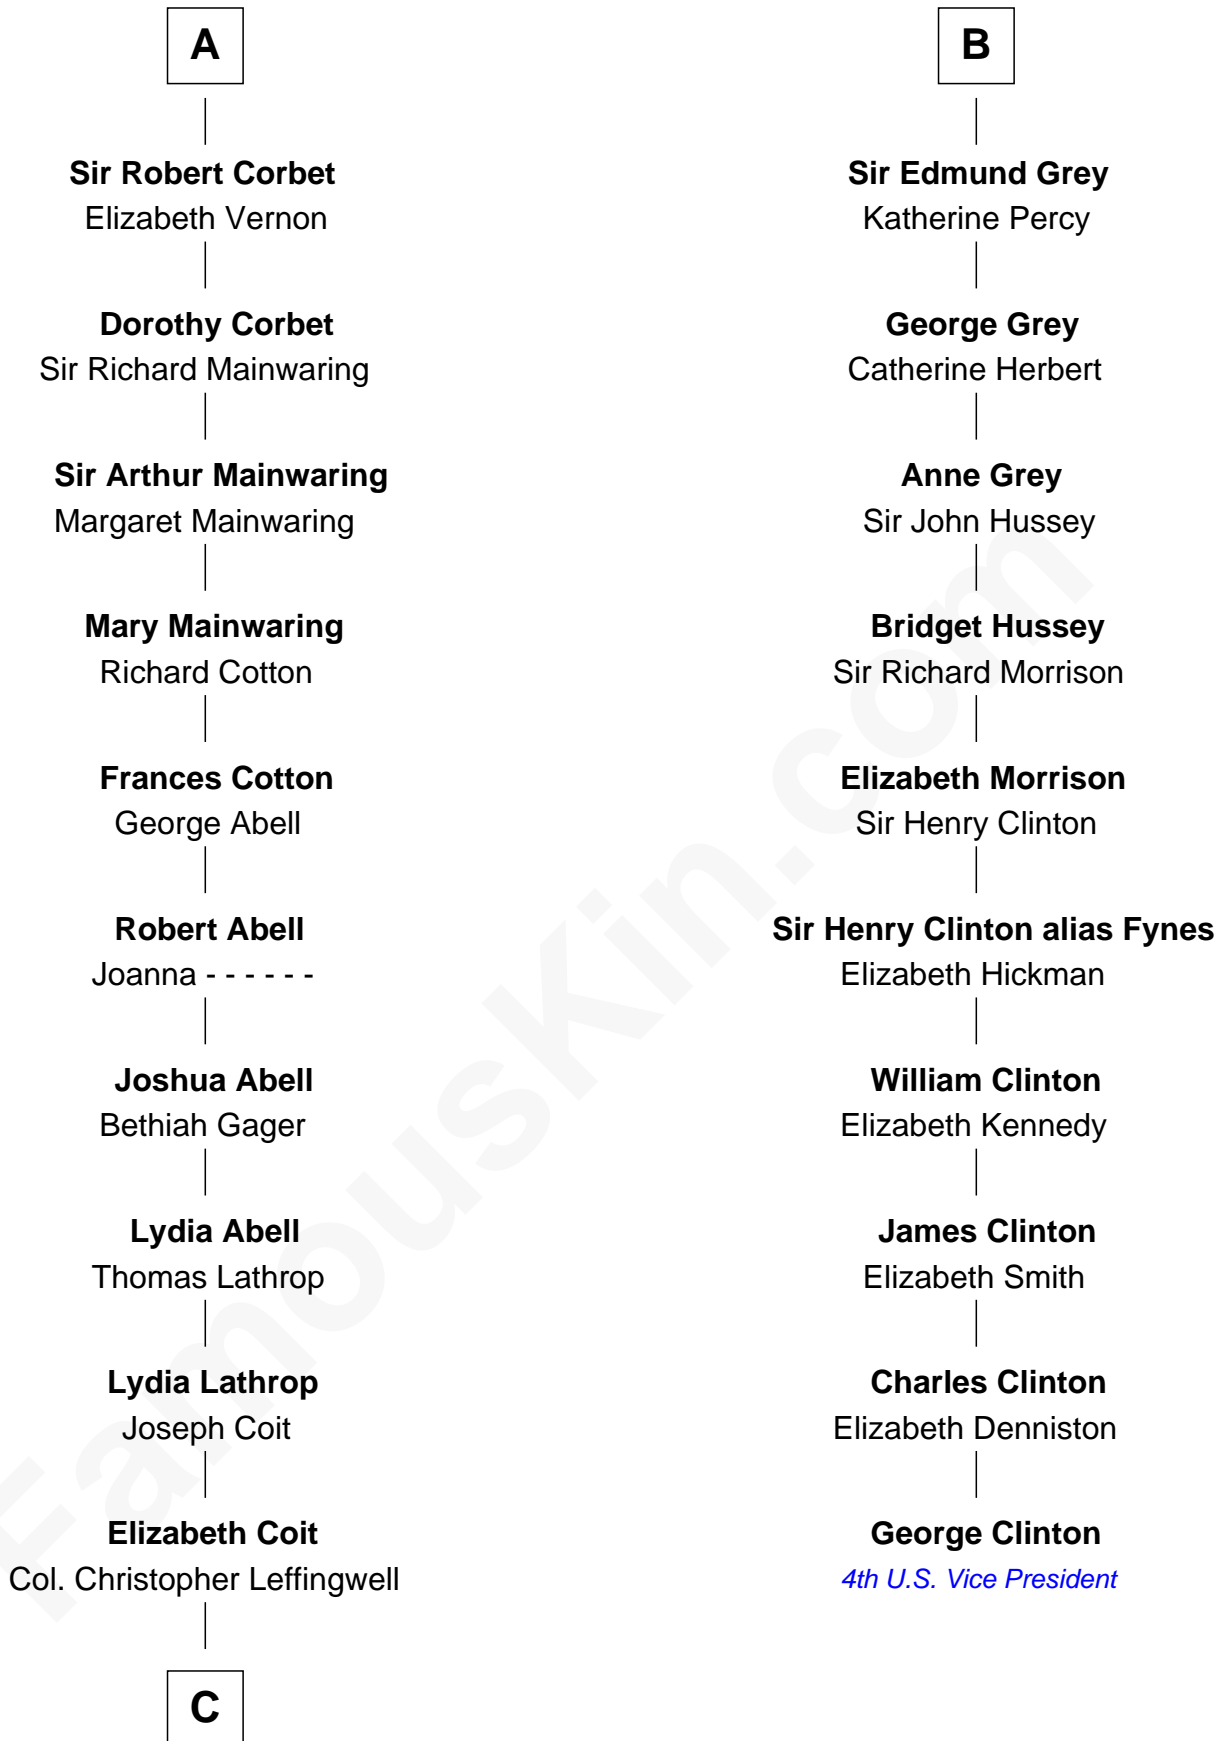 A
Sir Robert Corbet
Elizabeth Vernon
Dorothy Corbet
Sir Richard Mainwaring
Sir Arthur Mainwaring
Margaret Mainwaring
Mary Mainwaring
Richard Cotton
Frances Cotton
George Abell
Robert Abell
Joanna - - - - - -
Joshua Abell
Bethiah Gager
Lydia Abell
Thomas Lathrop
Lydia Lathrop
Joseph Coit
Elizabeth Coit
Col. Christopher Leffingwell
C
B
Sir Edmund Grey
Katherine Percy
George Grey
Catherine Herbert
Anne Grey
Sir John Hussey
Bridget Hussey
Sir Richard Morrison
Elizabeth Morrison
Sir Henry Clinton
Sir Henry Clinton alias Fynes
Elizabeth Hickman
William Clinton
Elizabeth Kennedy
James Clinton
Elizabeth Smith
Charles Clinton
Elizabeth Denniston
George Clinton
4th U.S. Vice President
FamousKin.com